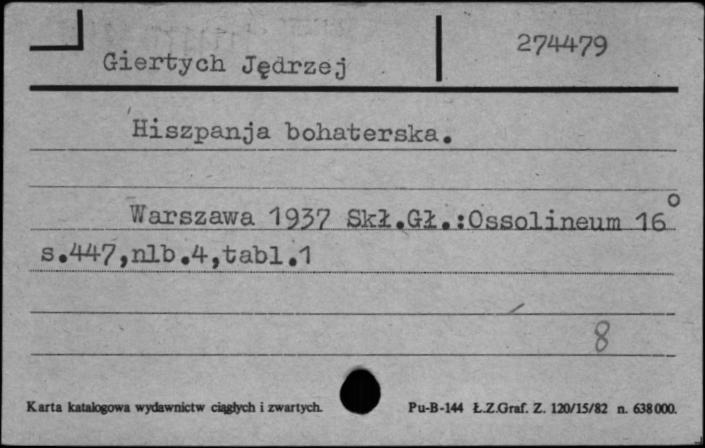 Giertych Jędrzej 274479
Hiszpanja bohaterska.
Warszawa 1937 Skł.Gł.:Ossolineum 16°
s.447,nlb.4,tabl.1
8
Karta katalogowa wydawnictw ciągłych i zwartych. Pu-B-144 Ł.Z.Graf. Z. 120/15/82 n. 638000.